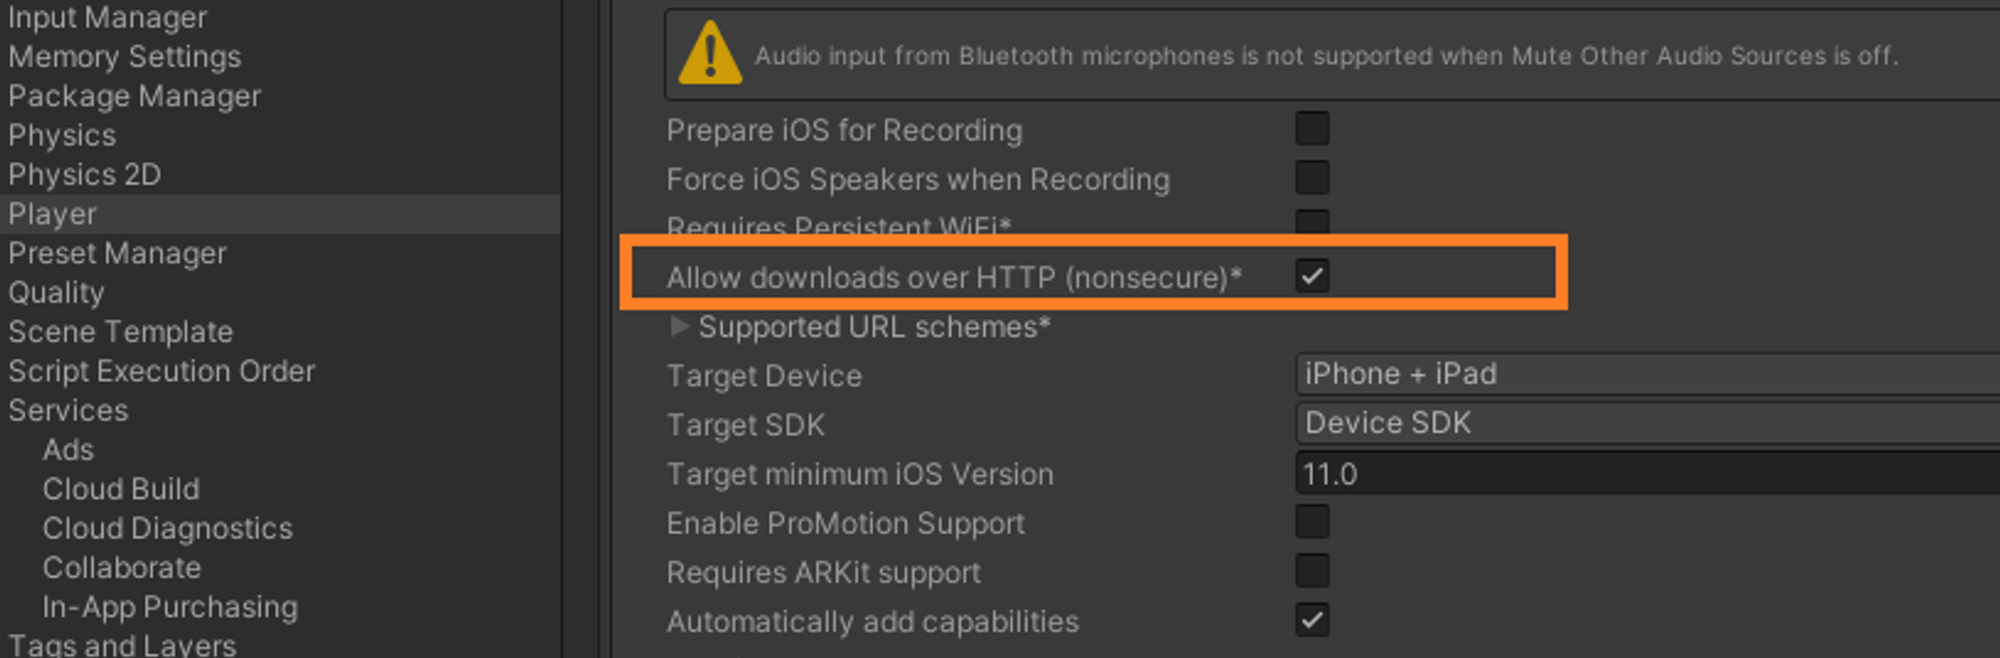 Input Manager
Memory Settings
Package Manager
Physics
Physics 2D
Player
Preset Manager
Quality
Scene Template
Script Execution Order
Services
Ads
Cloud Build
Cloud Diagnostics
Collaborate
In-App Purchasing
Tags and Layers
Audio input from Bluetooth microphones is not supported when Mute Other Audio Sources is off.
Prepare iOS for Recording
Force iOS Speakers when Recording
Requires Persistent WiFi*
Allow downloads over HTTP (nonsecure)*
Supported URL schemes*
Target Device iPhone + iPad
Target SDK Device SDK
Target minimum iOS Version 11.0
Enable ProMotion Support
Requires ARKit support
Automatically add capabilities